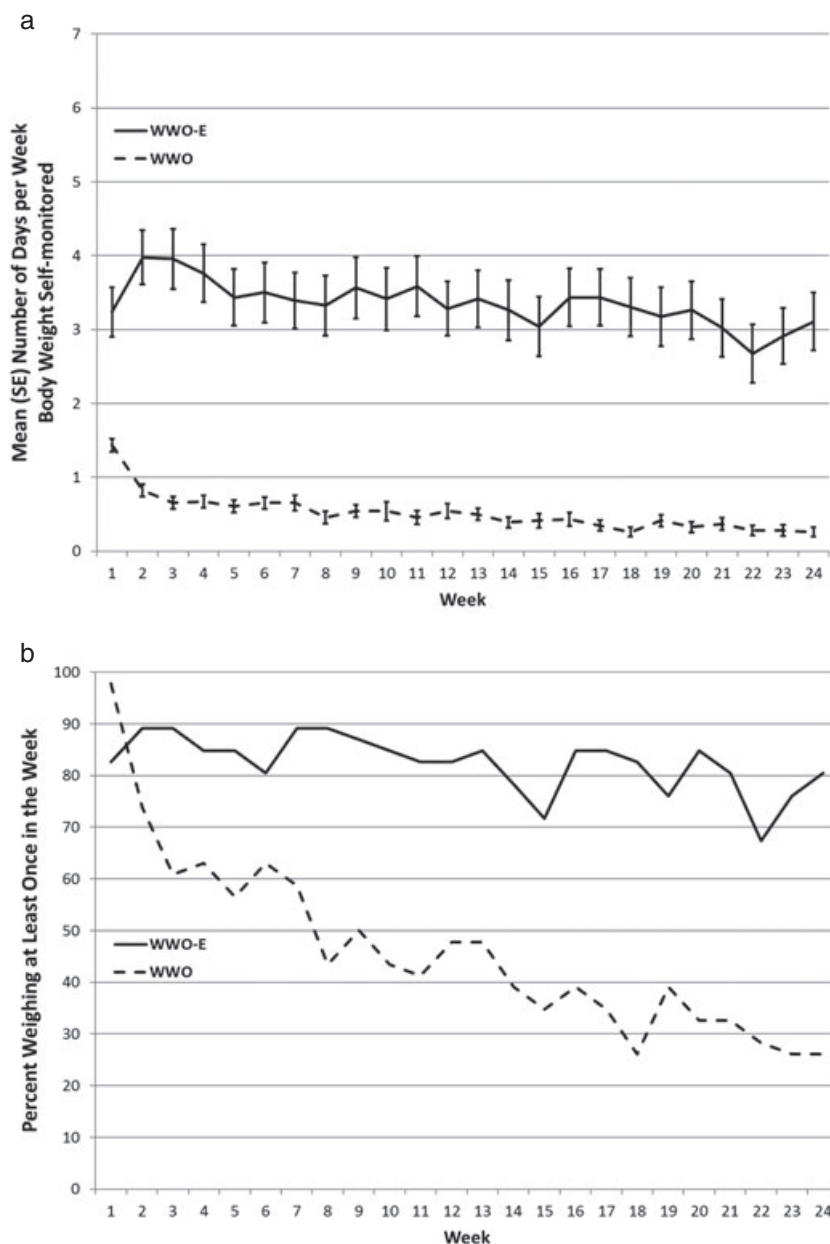 a
7
6
5
4
3
2
1
0
Mean (SE) Number of Days per Week
Body Weight Self-monitored
WWO-E
WWO
1 2 3 4 5 6 7 8 9 10 11 12 13 14 15 16 17 18 19 20 21 22 23 24
Week
b
100
90
80
70
60
50
40
30
20
10
0
Percent Weighing at Least Once in the Week
WWO-E
WWO
1 2 3 4 5 6 7 8 9 10 11 12 13 14 15 16 17 18 19 20 21 22 23 24
Week